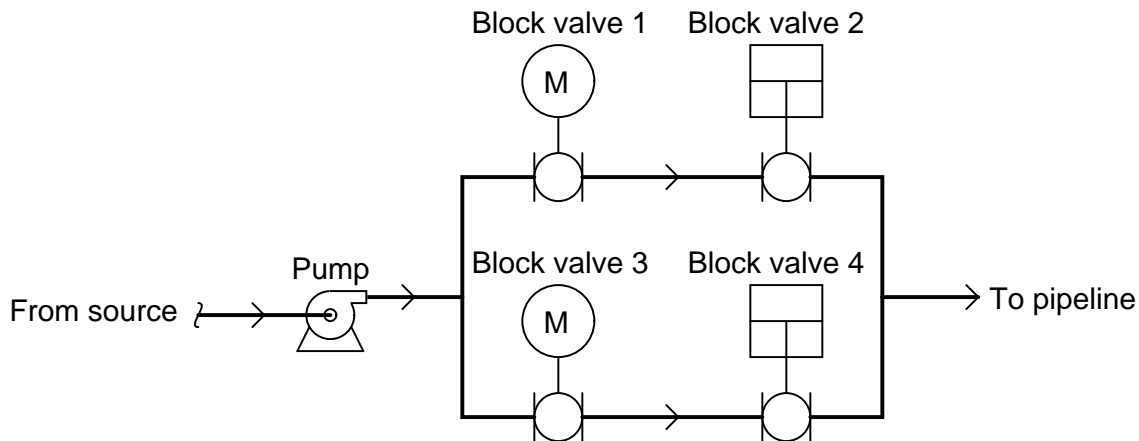 Block valve 1
Block valve 2
M
Block valve 3
Block valve 4
Pump
From source
M
To pipeline